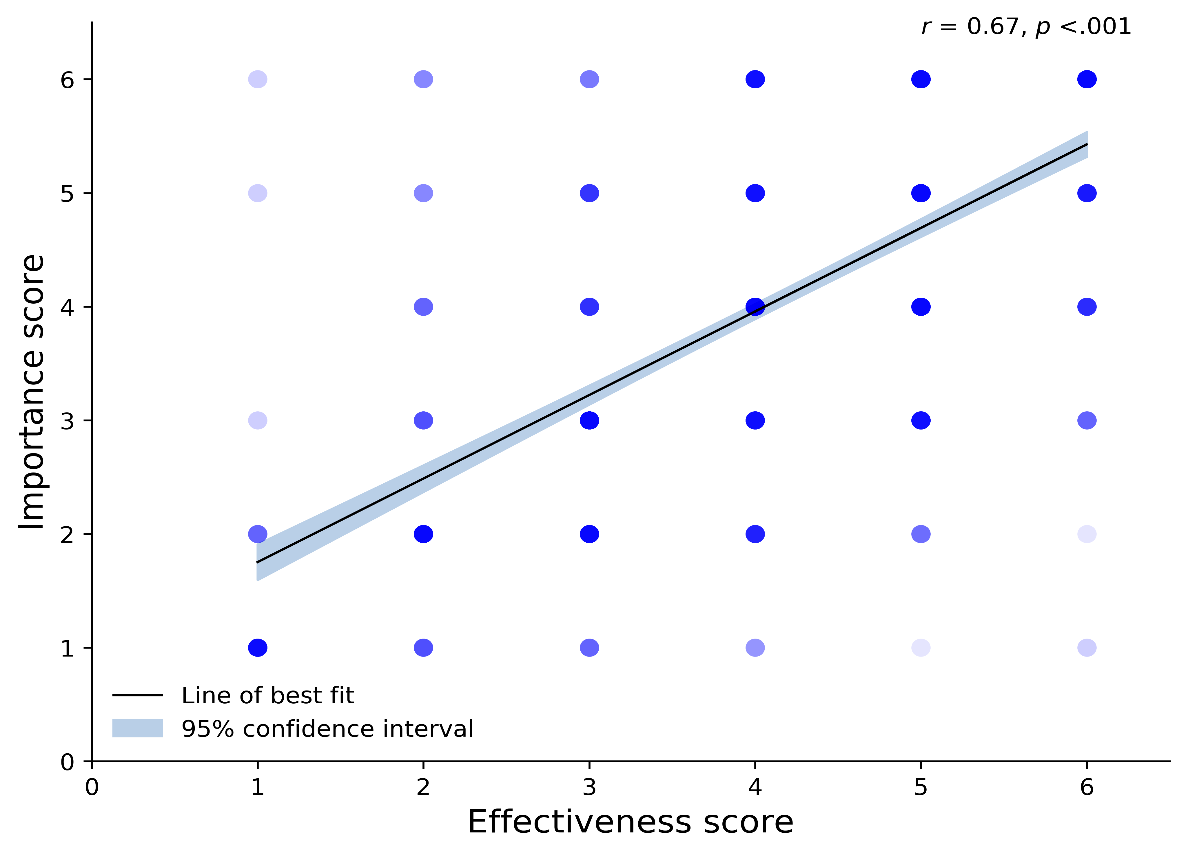 r = 0.67, p <.001
6
5
4
3
2
1
0
Importance score
Line of best fit
95% confidence interval
0 1 2 3 4 5 6
Effectiveness score